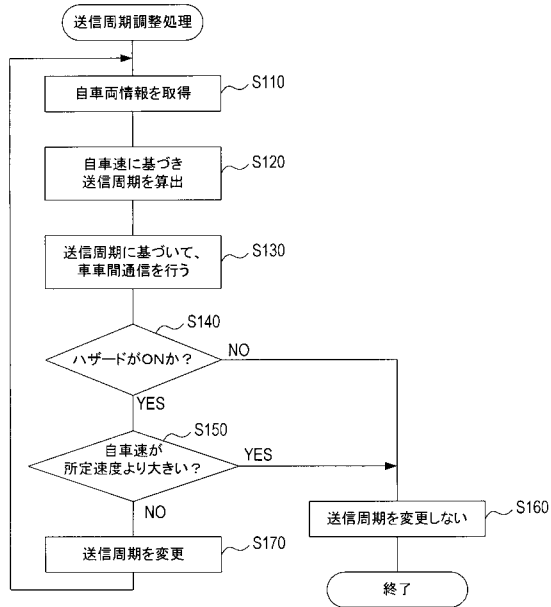 送信周期調整処理
自車両情報を取得
S110
自車速に基づき
送信周期を算出
S120
送信周期に基づいて、
車車間通信を行う
S130
S140
ハザードがONか?
NO
YES
S150
自車速が
所定速度より大きい?
YES
NO
送信周期を変更しない
S160
送信周期を変更
S170
終了